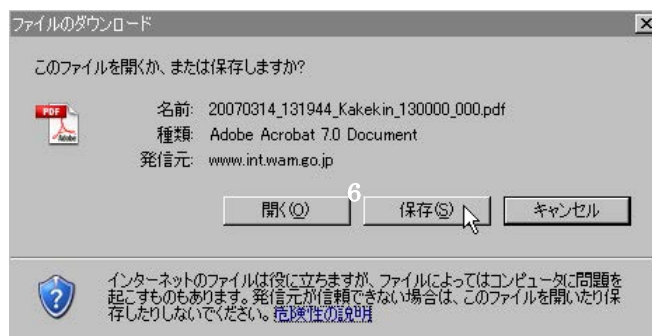 ファイルのダウンロード
このファイルを開くか、または保存しますか?
PDF
Adobe
名前: 20070314_131944_Kakekin_130000_000.pdf
種類: Adobe Acrobat 7.0 Document
発信元: www.int.wam.go.jp
6
開く(O) 保存(S) キャンセル
インターネットのファイルは役に立ちますが、ファイルによってはコンピュータに問題を
起こすものもあります。発信元が信頼できない場合は、このファイルを開いたり保
存したりしないでください。危険性の説明